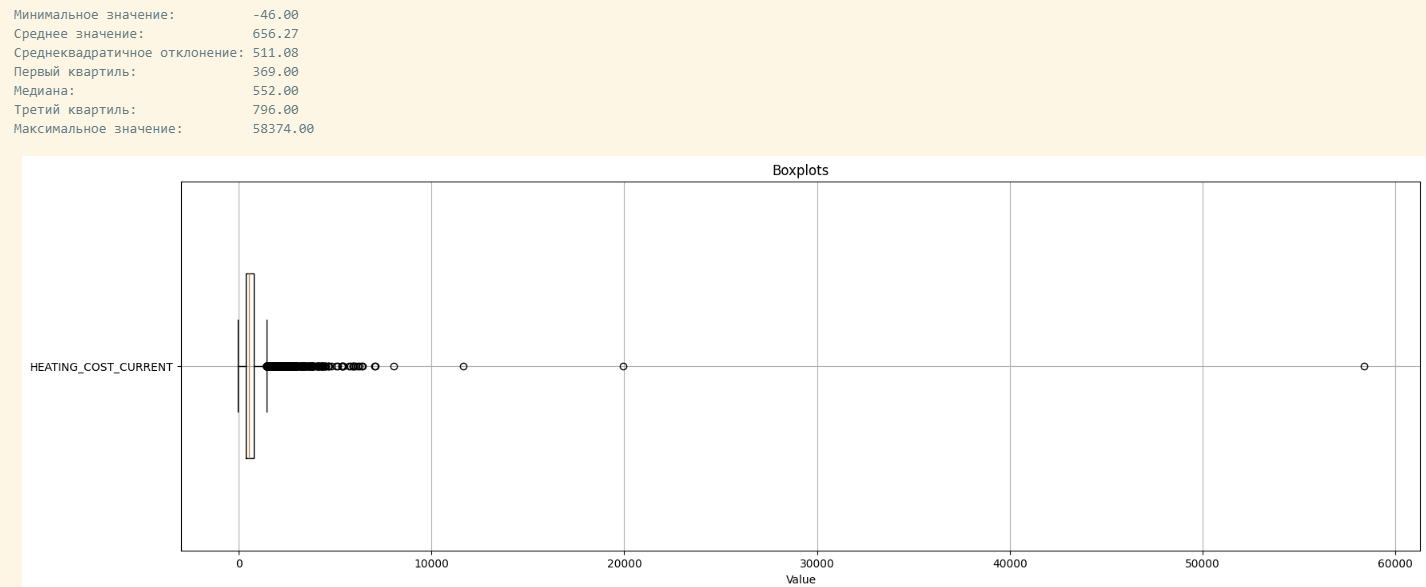 Минимальное значение: -46.00
Среднее значение: 656.27
Среднеквадратичное отклонение: 511.08
Первый квартиль: 369.00
Медиана: 552.00
Третий квартиль: 796.00
Максимальное значение: 58374.00
Boxplots
HEATING_COST_CURRENT
0 10000 20000 30000 40000 50000 60000
Value